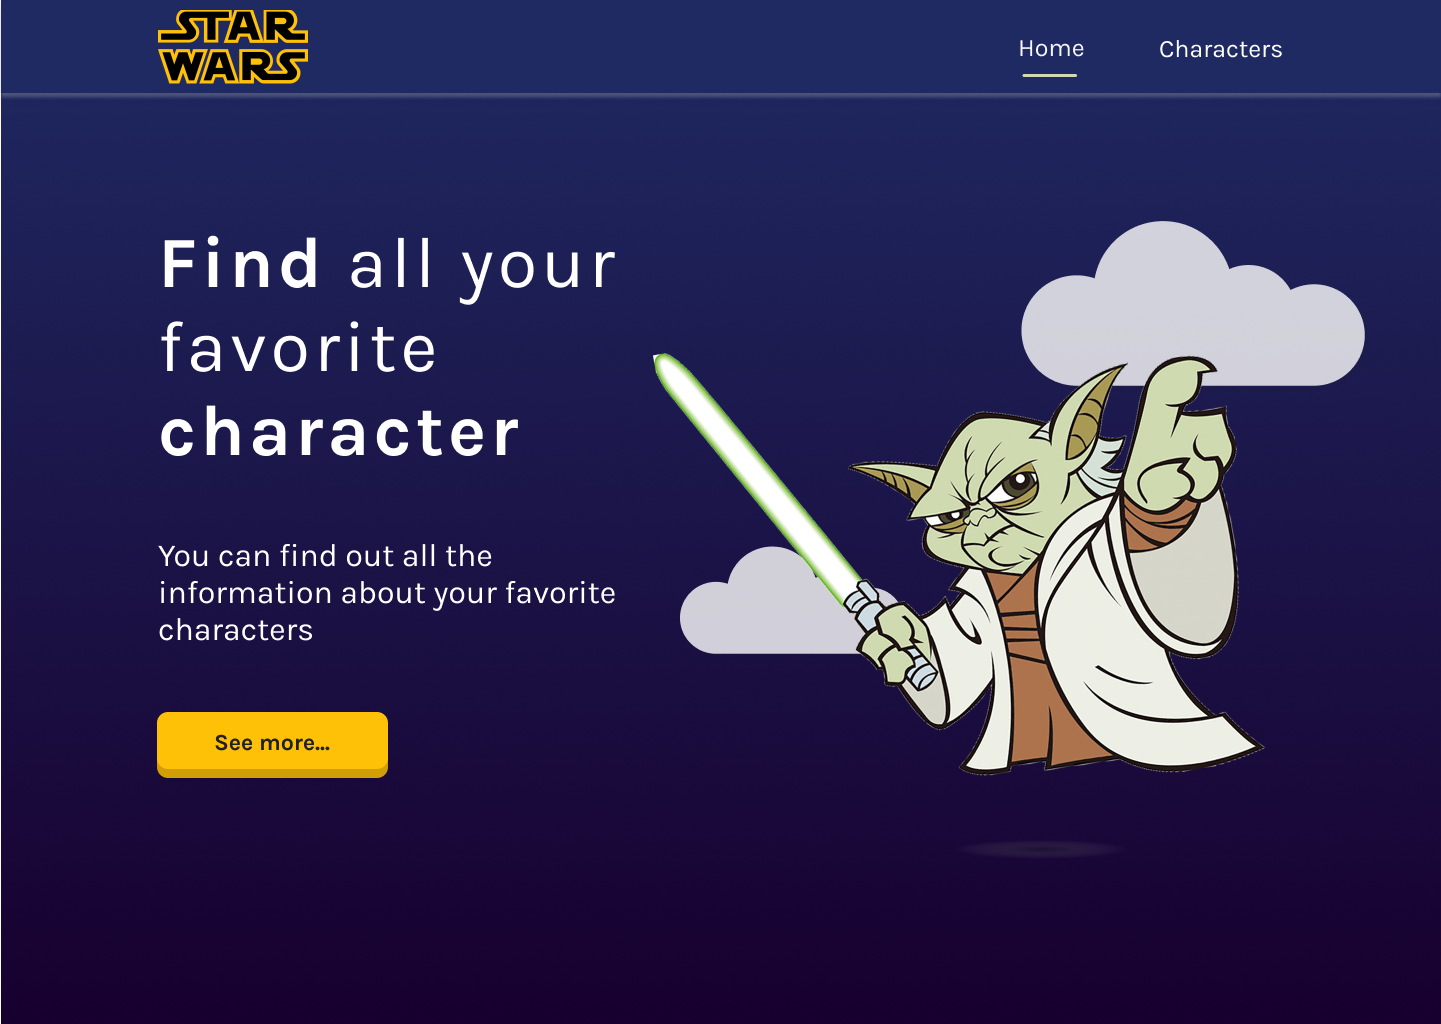 STAR
WARS
Home
Characters
Find all your
favorite
character
You can find out all the
information about your favorite
characters
See more...